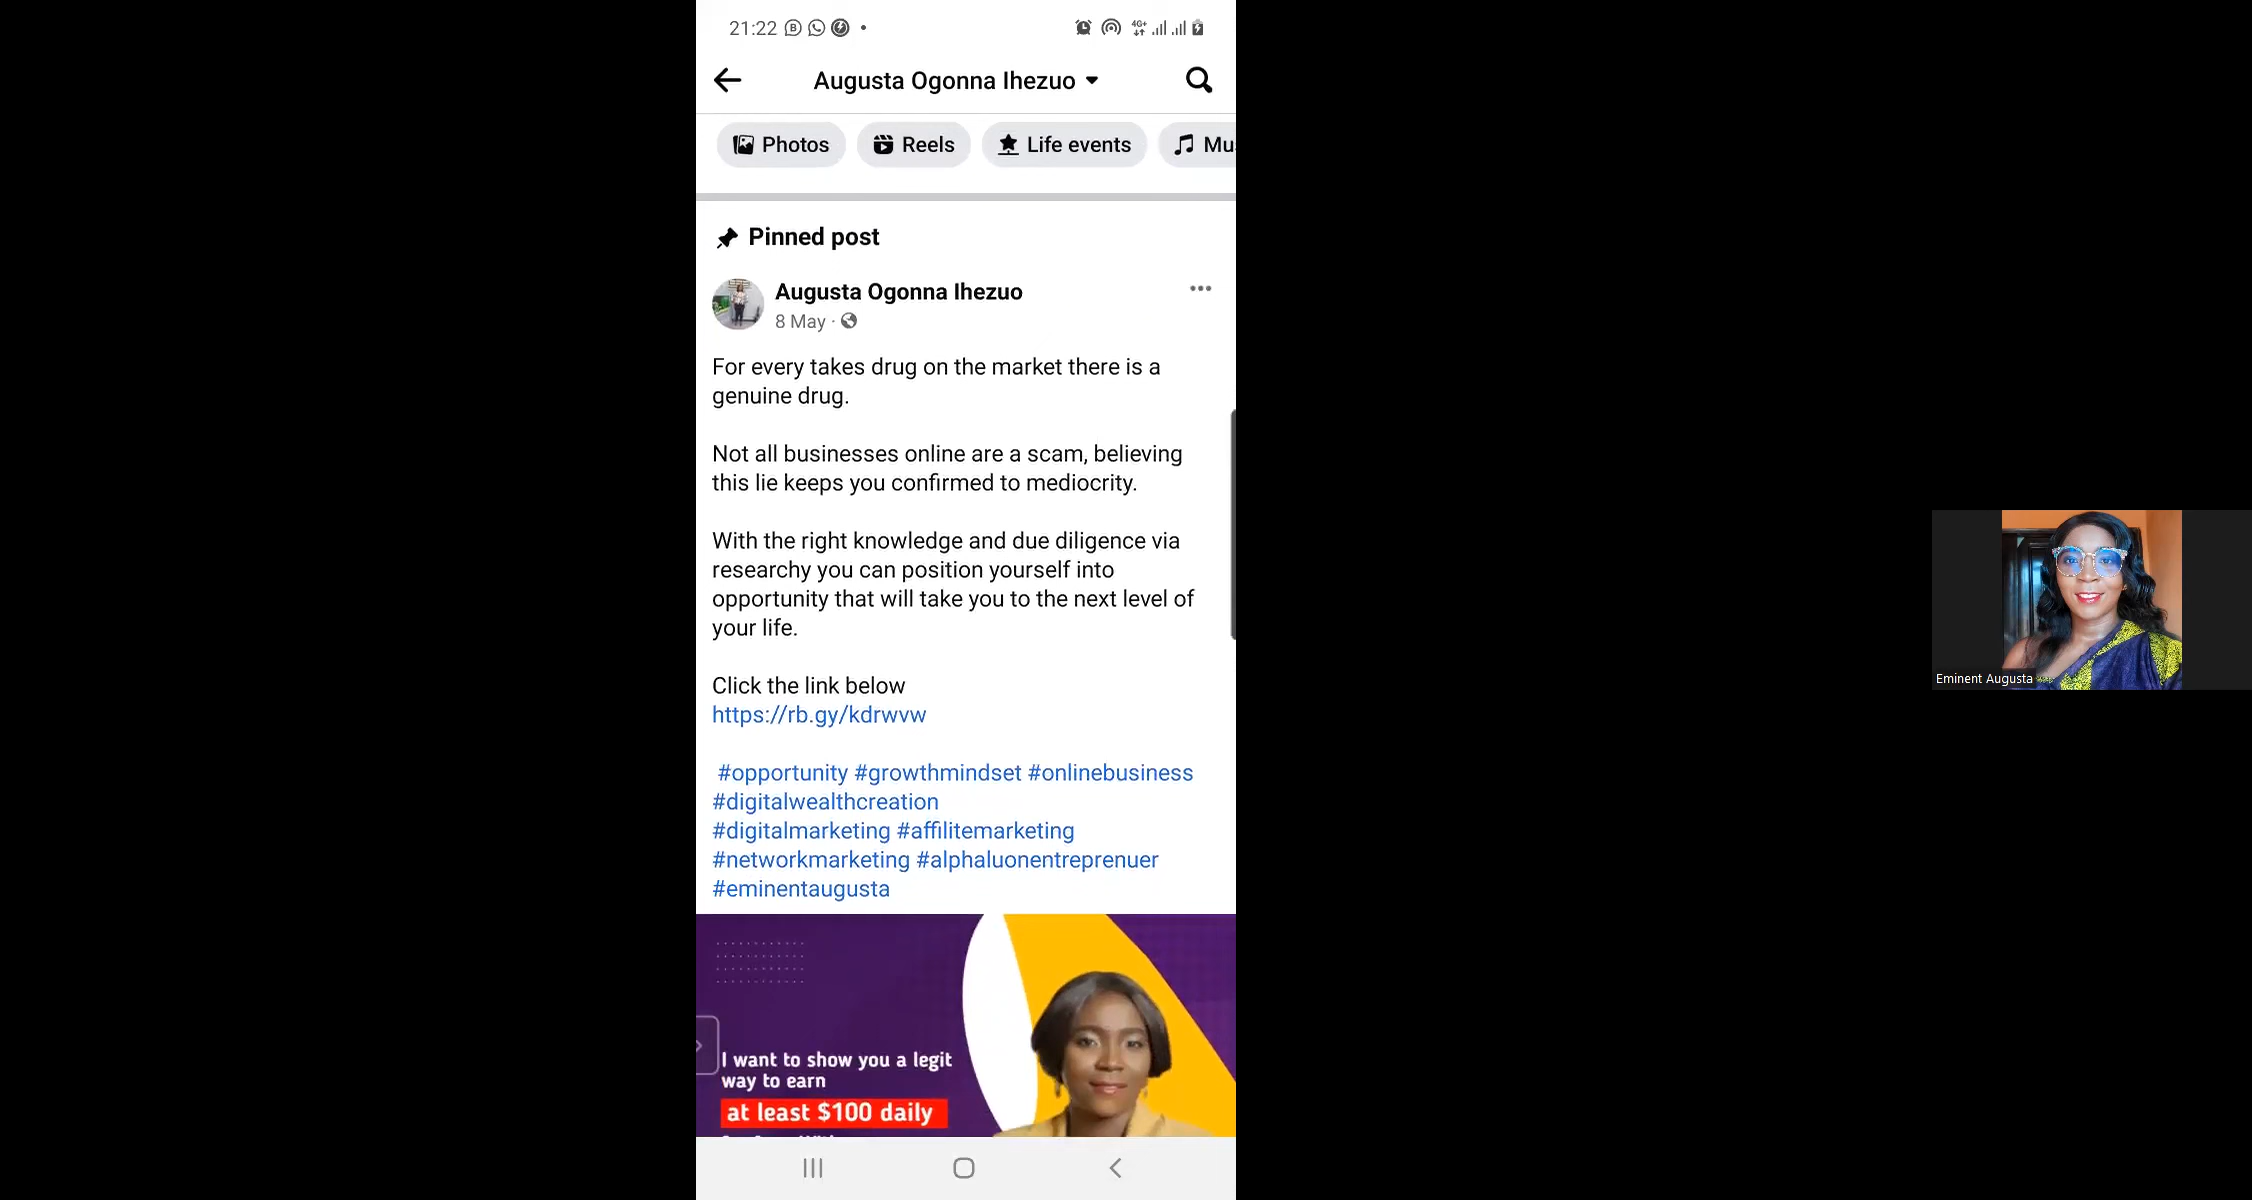 21:22
4G+
Augusta Ogonna Ihezuo
Photos
Reels
Life events
Mu
Pinned post
Augusta Ogonna Ihezuo
8 May ·
For every takes drug on the market there is a
genuine drug.
Not all businesses online are a scam, believing
this lie keeps you confirmed to mediocrity.
With the right knowledge and due diligence via
researchy you can position yourself into
opportunity that will take you to the next level of
your life.
Click the link below
https://rb.gy/kdrwvw
#opportunity #growthmindset #onlinebusiness
#digitalwealthcreation
#digitalmarketing #affilitemarketing
#networkmarketing #alphaluonentreprenuer
#eminentaugusta
I want to show you a legit
way to earn
at least $100 daily
Eminent Augusta